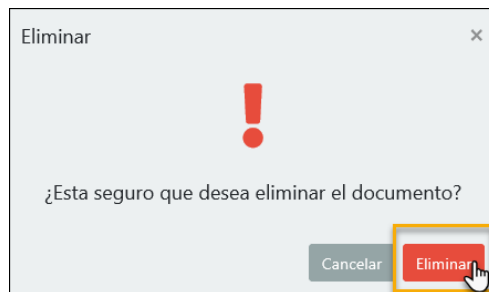 Eliminar ×
¿Esta seguro que desea eliminar el documento?
Cancelar Eliminar